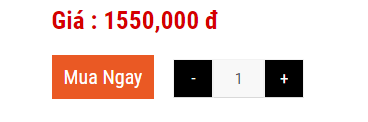 Giá : 1550,000 đ
Mua Ngay - 1 +